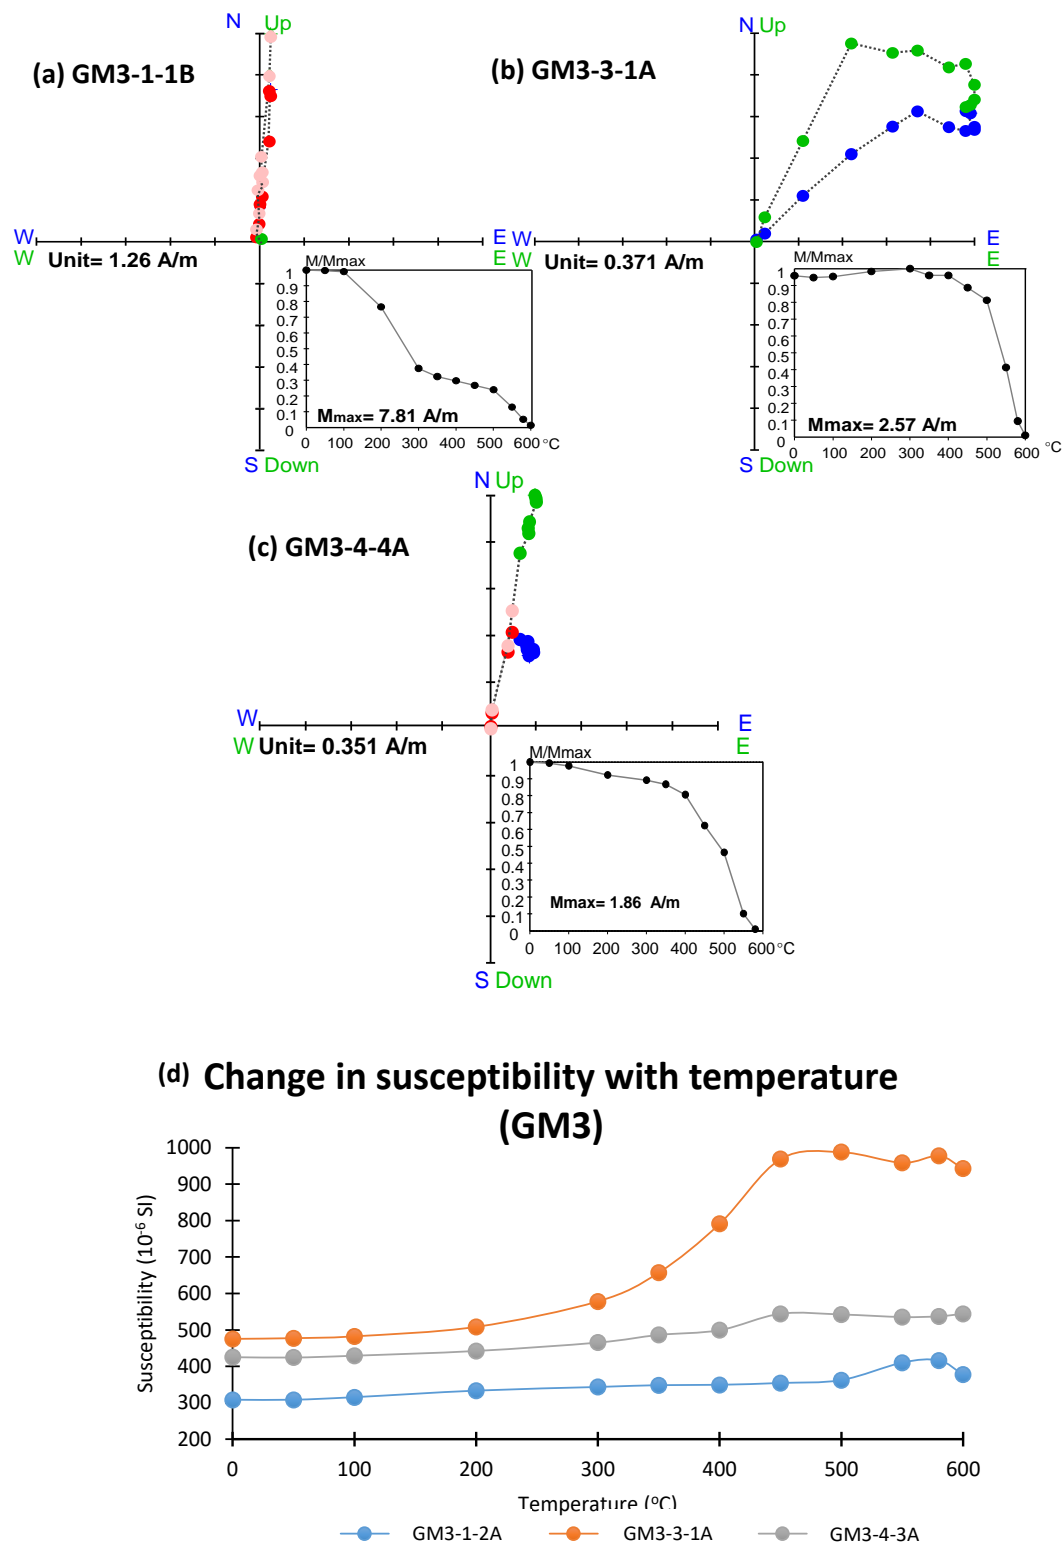 N Up
(a) GM3-1-1B
W E
W E
Unit= 1.26 A/m
M/Mmax
1
0.9
0.8
0.7
0.6
0.5
0.4
0.3
0.2
0.1
0
Mmax= 7.81 A/m
0 100 200 300 400 500 600 °C
S Down
N Up
(b) GM3-3-1A
W E
W E
Unit= 0.371 A/m
M/Mmax
1
0.9
0.8
0.7
0.6
0.5
0.4
0.3
0.2
0.1
0
Mmax= 2.57 A/m
0 100 200 300 400 500 600 °C
S Down
N Up
(c) GM3-4-4A
W E
W E
Unit= 0.351 A/m
M/Mmax
1
0.9
0.8
0.7
0.6
0.5
0.4
0.3
0.2
0.1
0
Mmax= 1.86 A/m
0 100 200 300 400 500 600 °C
S Down
(d) Change in susceptibility with temperature
(GM3)
Susceptibility (10⁻⁶ SI)
1000
900
800
700
600
500
400
300
200
0 100 200 300 400 500 600
Temperature (°C)
GM3-1-2A GM3-3-1A GM3-4-3A